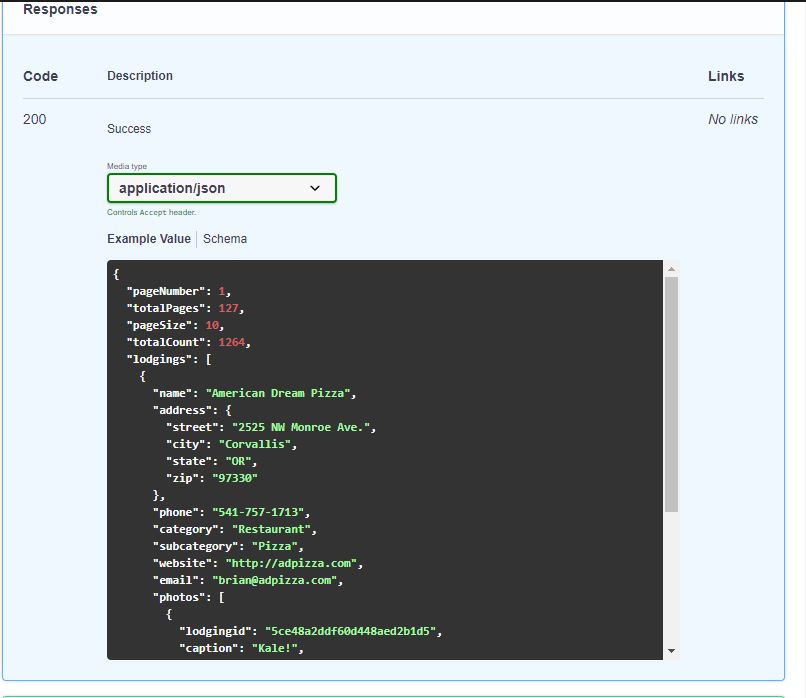 Responses
Code Description Links
200 Success No links
Media type
application/json
Controls Accept header.
Example Value Schema
{
"pageNumber": 1,
"totalPages": 127,
"pageSize": 10,
"totalCount": 1264,
"lodgings": [
{
"name": "American Dream Pizza",
"address": {
"street": "2525 NW Monroe Ave.",
"city": "Corvallis",
"state": "OR",
"zip": "97330"
},
"phone": "541-757-1713",
"category": "Restaurant",
"subcategory": "Pizza",
"website": "http://adpizza.com",
"email": "brian@adpizza.com",
"photos": [
{
"lodgingid": "5ce48a2ddf60d448aed2b1d5",
"caption": "Kale!",